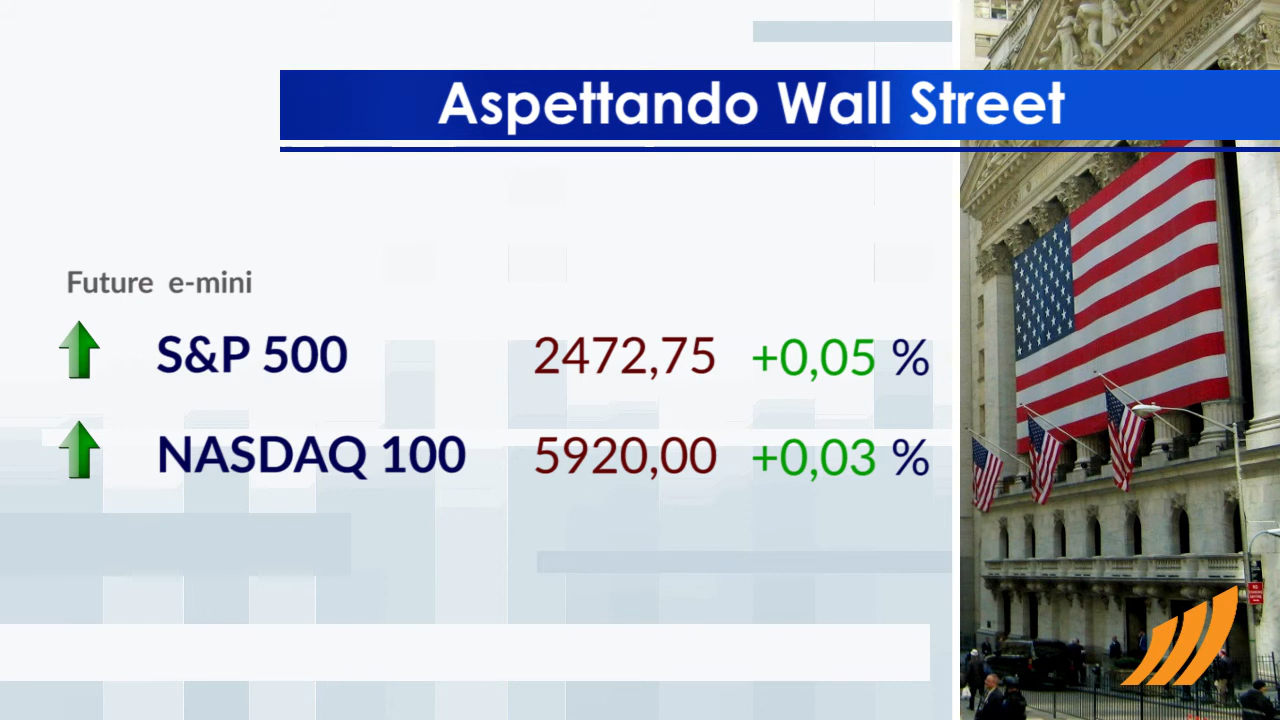 Aspettando Wall Street
Future e-mini
S&P 500 2472,75 +0,05 %
NASDAQ 100 5920,00 +0,03 %